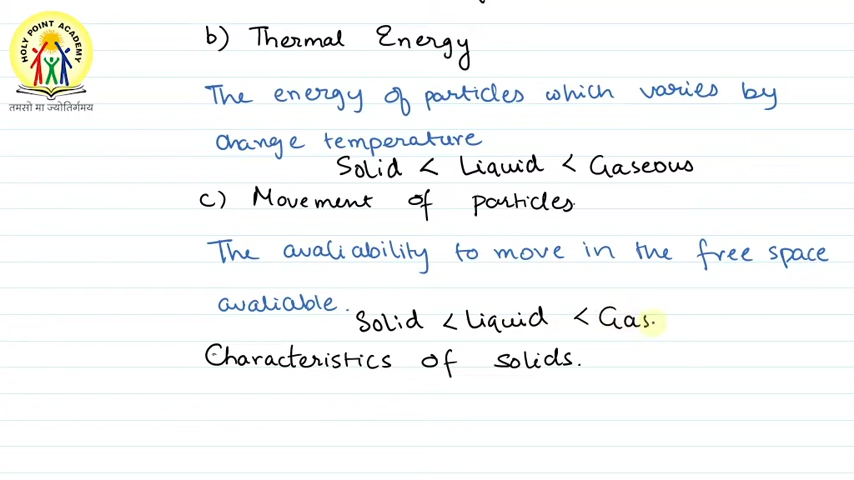 HOLY POINT ACADEMY
तमसो मा ज्योतिर्गमय
b) Thermal Energy
The energy of particles which varies by
change temperature
Solid < Liquid < Gaseous
c) Movement of particles.
The avaliability to move in the free space
avaliable.
Solid < Liquid < Gas.
Characteristics of solids.